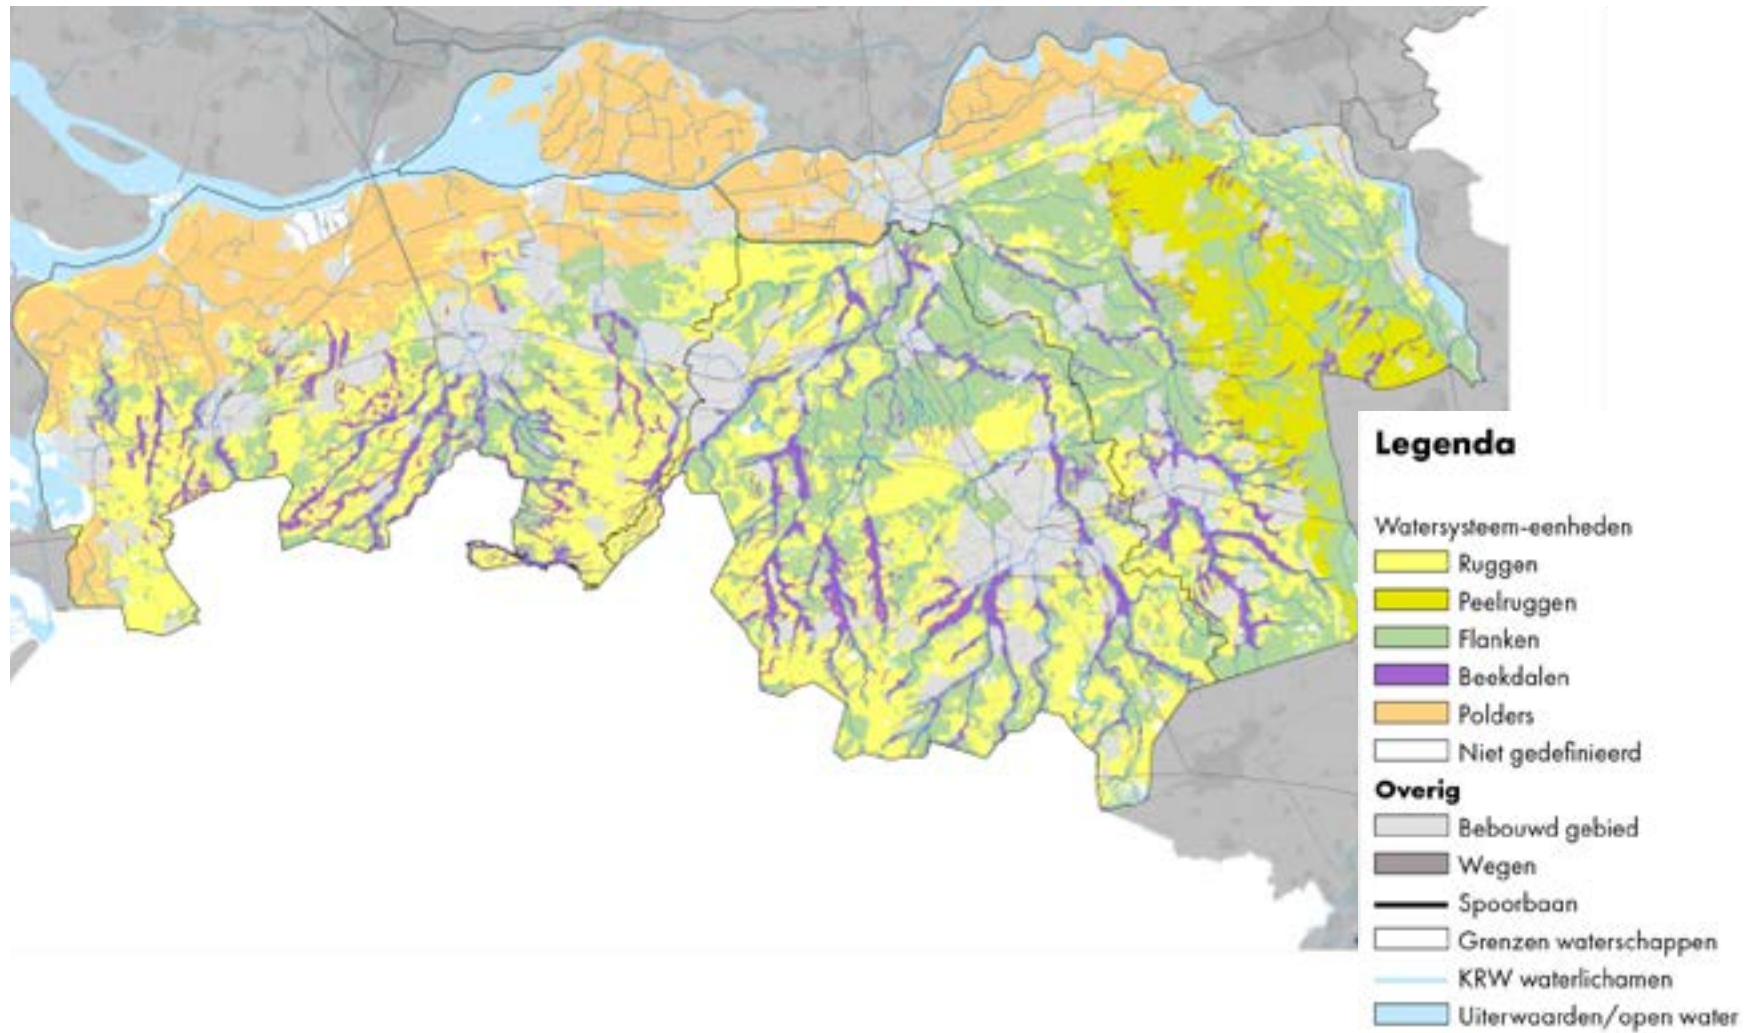 Legenda
Watersysteem-eenheden
Ruggen
Peelruggen
Flanken
Beekdalen
Polders
Niet gedefinieerd
Overig
Bebouwd gebied
Wegen
Spoorbaan
Grenzen waterschappen
KRW waterlichamen
Uiterwaarden/open water